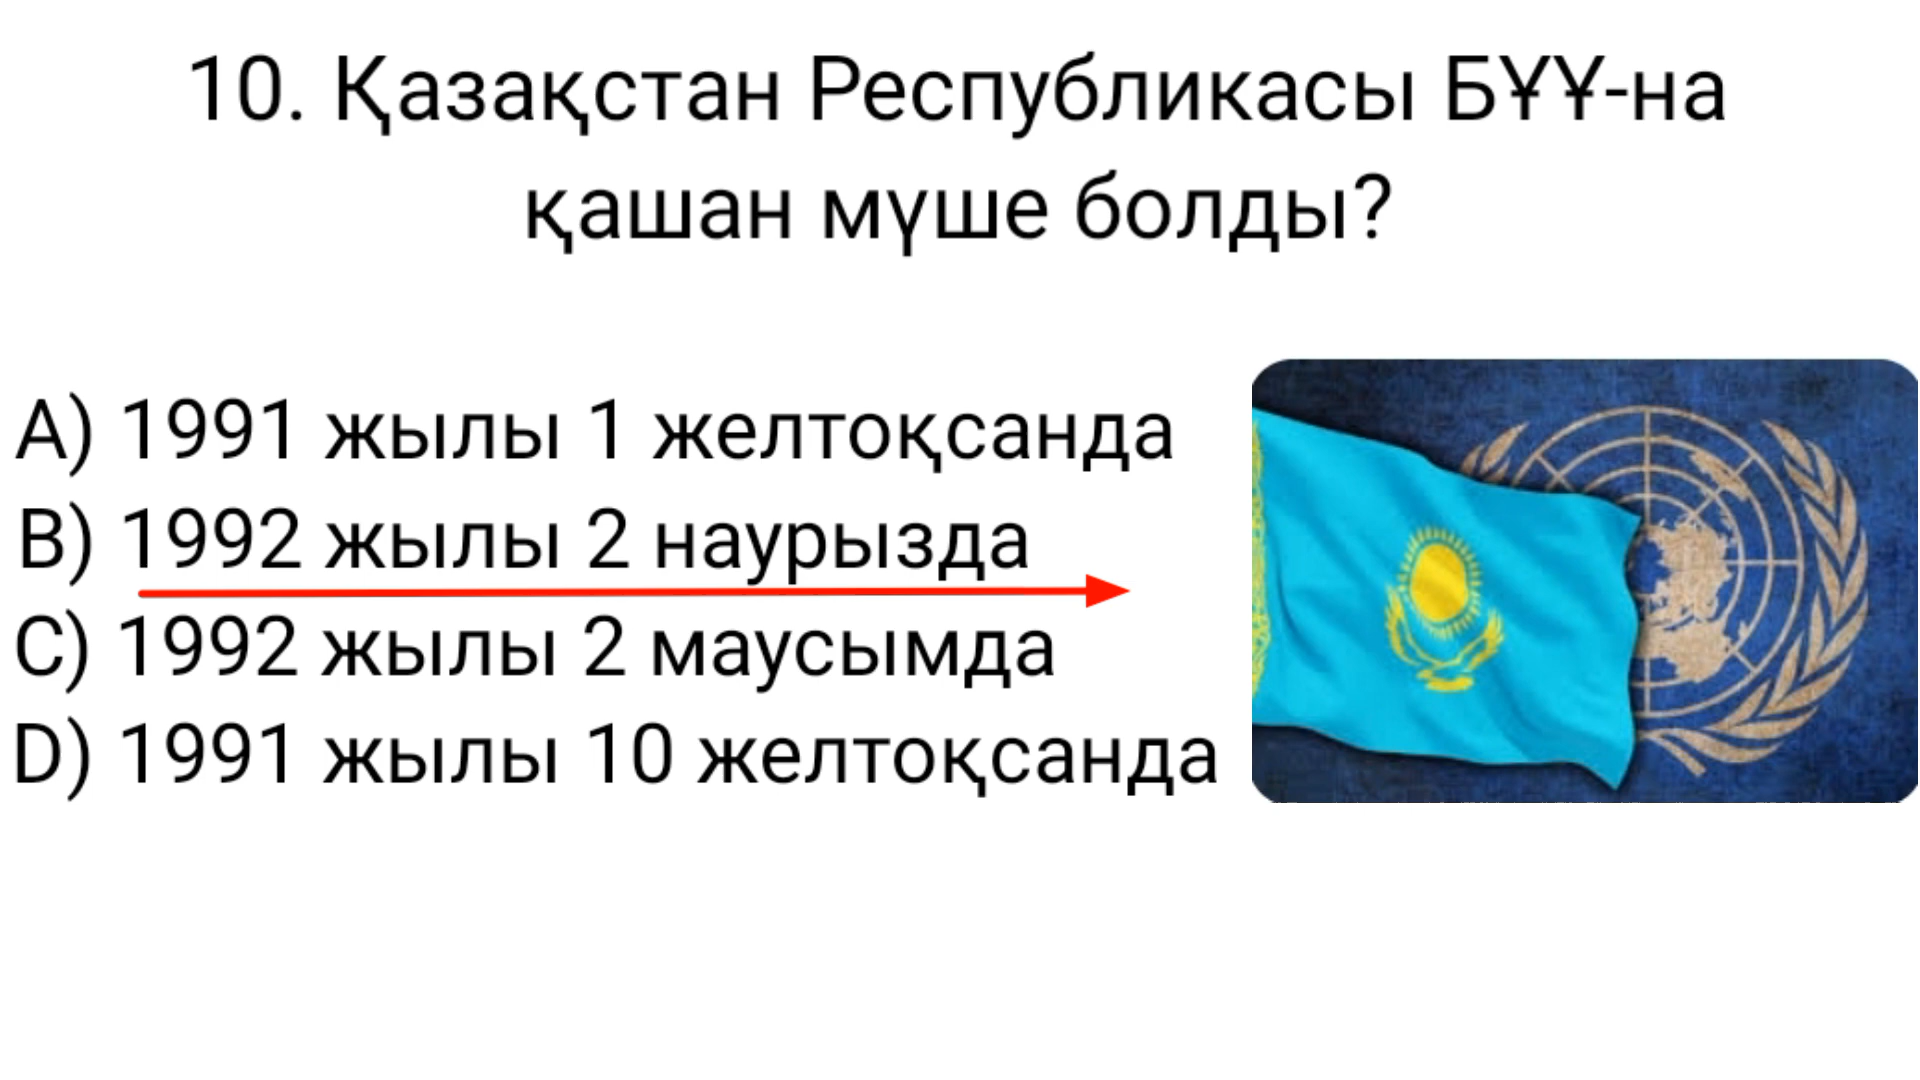 10. Қазақстан Республикасы БҰҰ-на
қашан мүше болды?
A) 1991 жылы 1 желтоқсанда
B) 1992 жылы 2 наурызда
C) 1992 жылы 2 маусымда
D) 1991 жылы 10 желтоқсанда